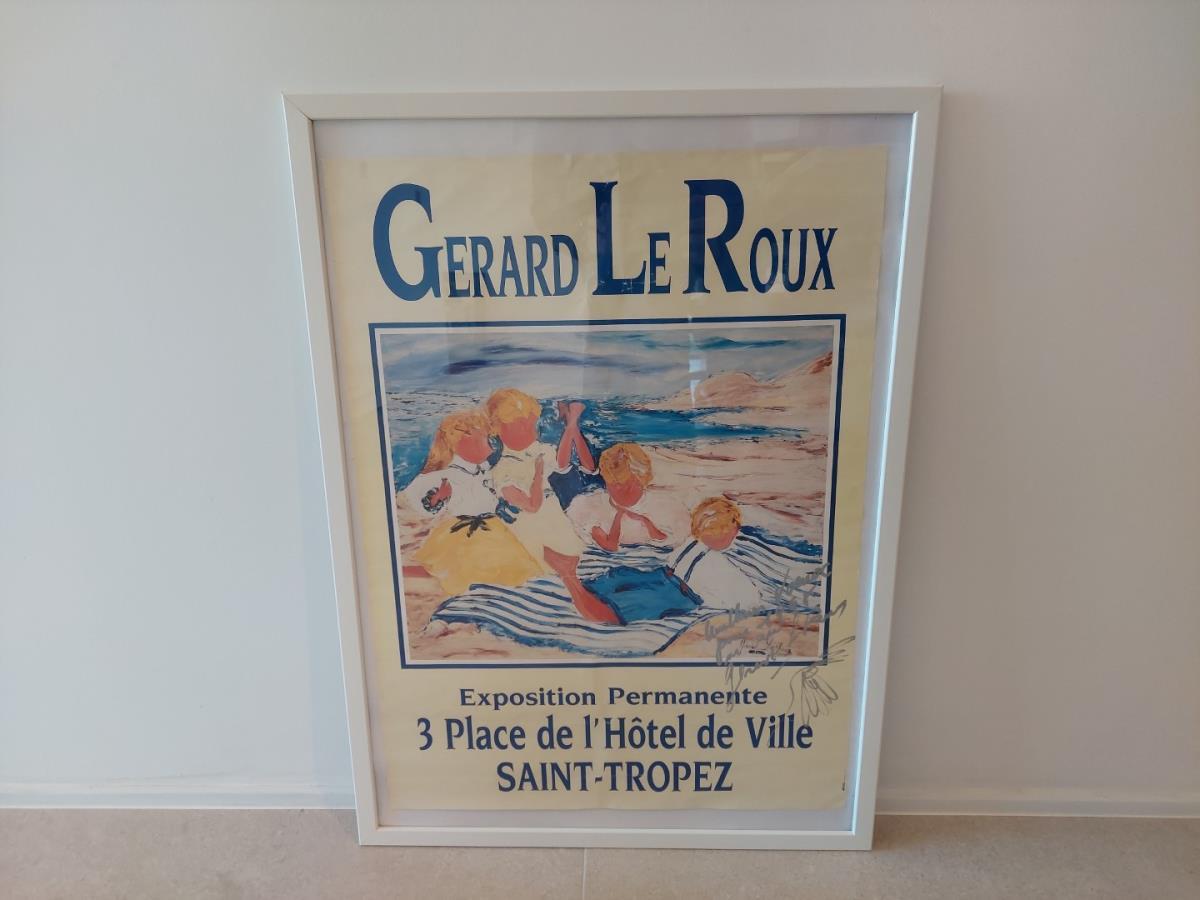 GERARD LE ROUX
Exposition Permanente
3 Place de l'Hôtel de Ville
SAINT-TROPEZ